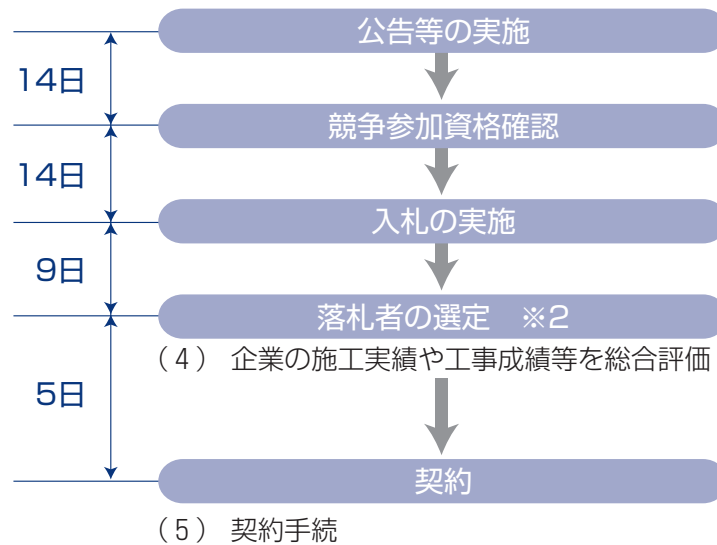 公告等の実施
14日
競争参加資格確認
14日
入札の実施
9日
落札者の選定　※2
（4）　企業の施工実績や工事成績等を総合評価
5日
契約
（5）　契約手続